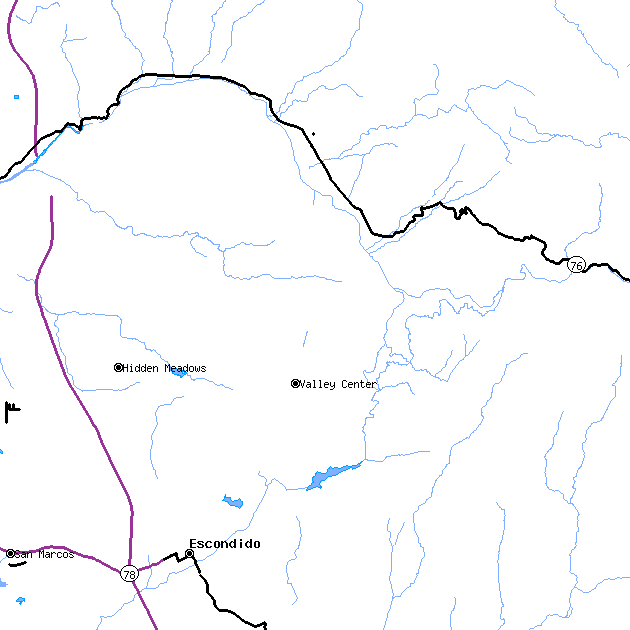 76
Hidden Meadows
Valley Center
Escondido
San Marcos
78